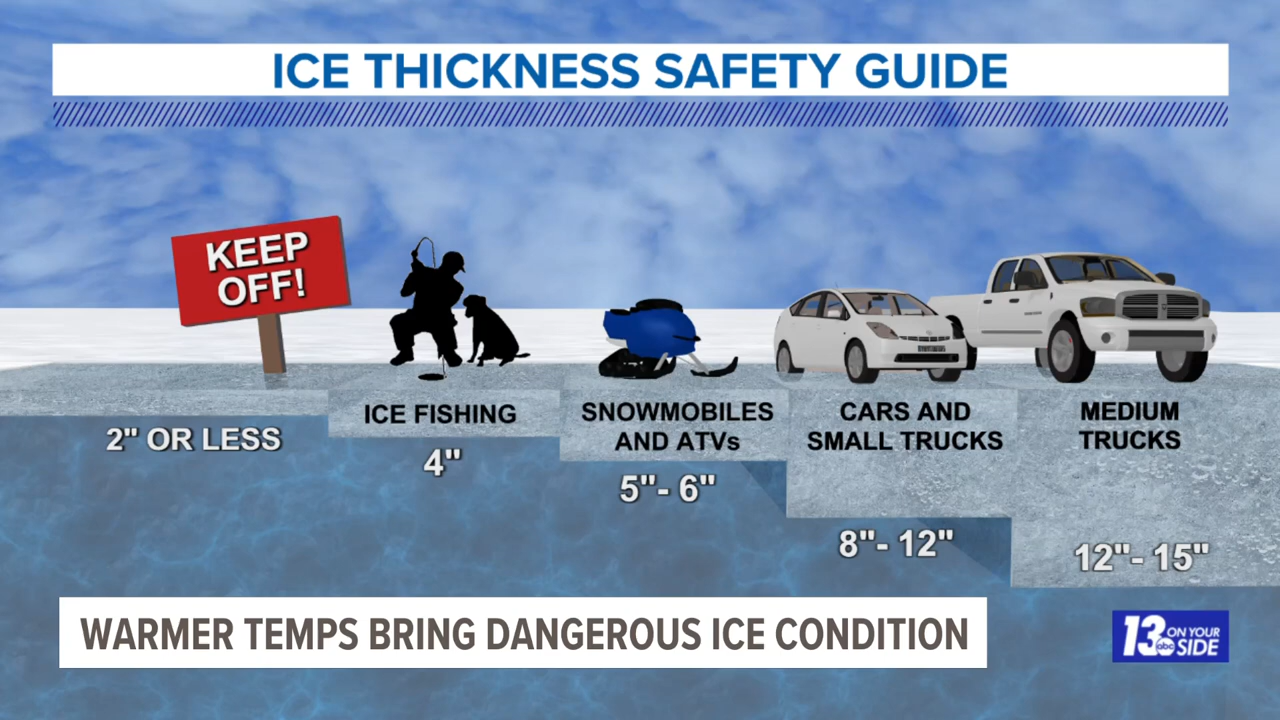 ICE THICKNESS SAFETY GUIDE
KEEP
OFF!
2" OR LESS
ICE FISHING
4"
SNOWMOBILES
AND ATVs
5"- 6"
CARS AND
SMALL TRUCKS
8"- 12"
MEDIUM
TRUCKS
12"- 15"
WARMER TEMPS BRING DANGEROUS ICE CONDITION
13 ON YOUR
abc SIDE